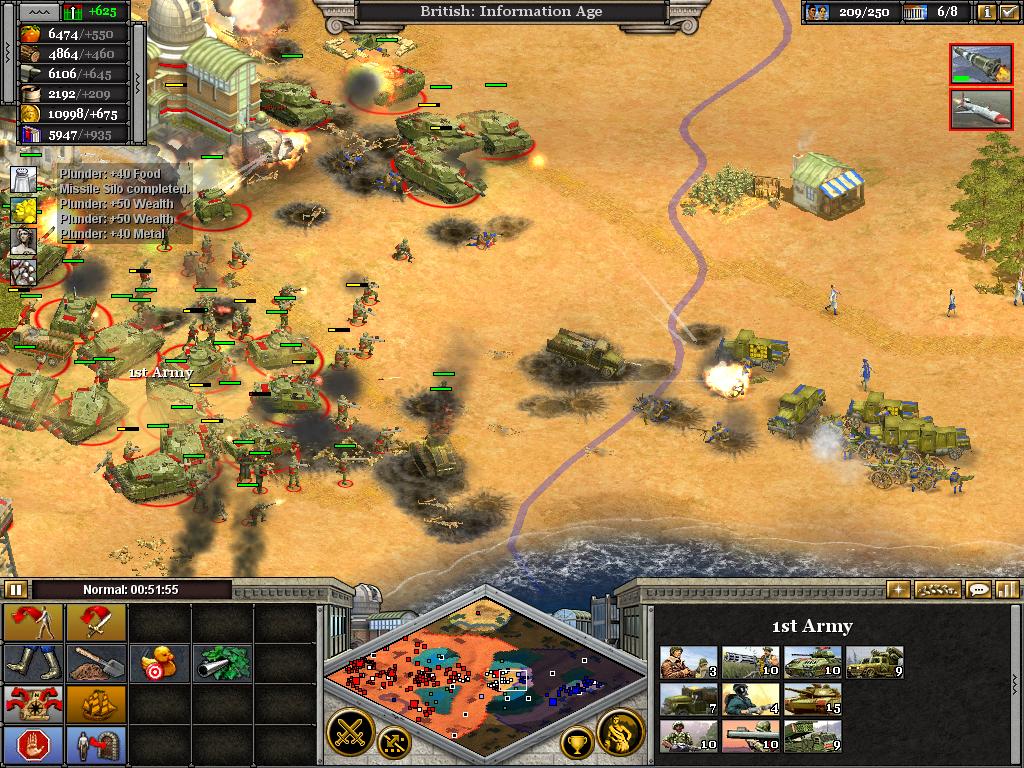 +625
British: Information Age
209/250
6/8
6474/+550
4864/+460
6106/+645
2192/+209
10998/+675
5947/+935
Plunder: +40 Food
Missile Silo completed.
Plunder: +50 Wealth
Plunder: +50 Wealth
Plunder: +40 Metal
1st Army
Normal: 00:51:55
1st Army
3
10
10
9
7
4
15
10
10
9